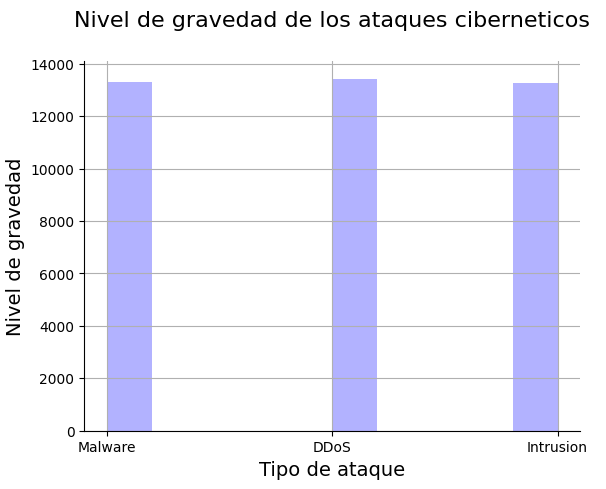 Nivel de gravedad de los ataques ciberneticos
14000
12000
10000
8000
6000
4000
2000
0
Nivel de gravedad
Malware DDoS Intrusion
Tipo de ataque